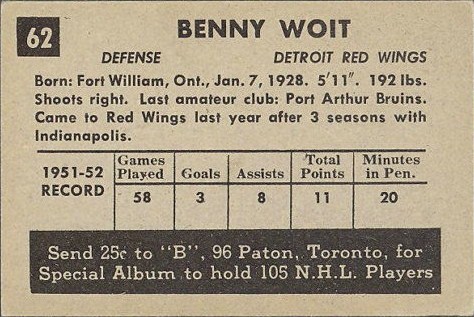 62
BENNY WOIT
DEFENSE DETROIT RED WINGS
Born: Fort William, Ont., Jan. 7, 1928. 5'11". 192 lbs.
Shoots right. Last amateur club: Port Arthur Bruins.
Came to Red Wings last year after 3 seasons with
Indianapolis.
1951-52 RECORD
Games Played Goals Assists Total Points Minutes in Pen.
58 3 8 11 20
Send 25c to "B", 96 Paton, Toronto, for
Special Album to hold 105 N.H.L. Players